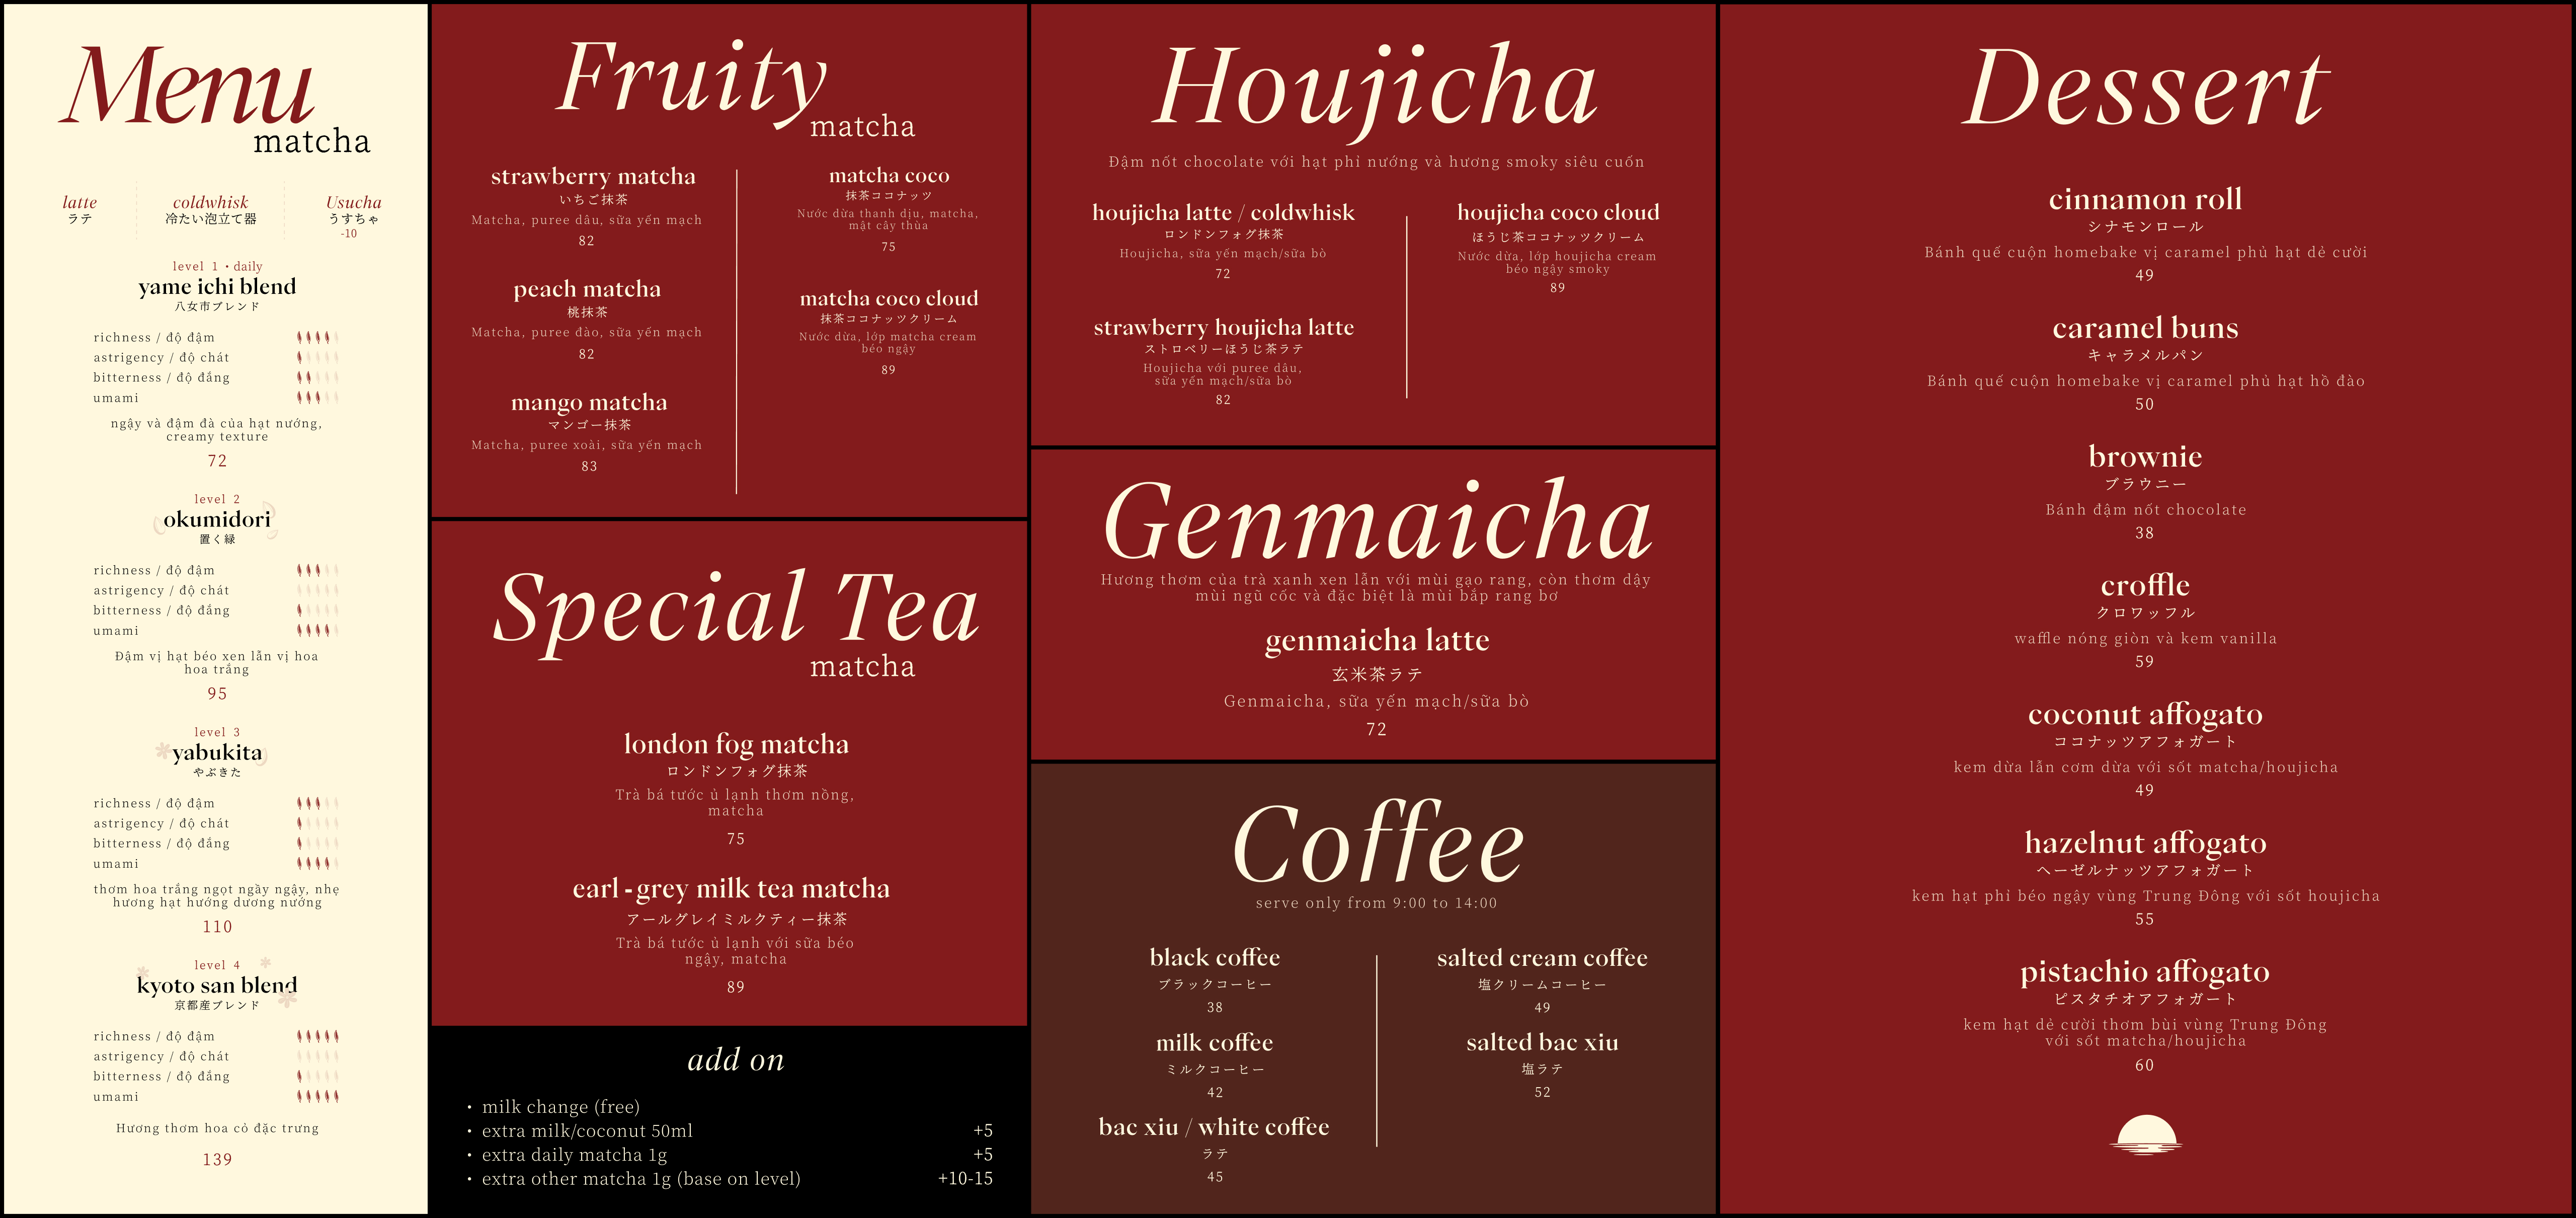 Menu
matcha
latte
ラテ
coldwhisk
冷たい泡立て器
Usucha
うすちゃ
-10
level 1 • daily
yame ichi blend
八女市ブレンド
richness / độ đậm
astrigency / độ chát
bitterness / độ đắng
umami
ngậy và đậm đà của hạt nướng,
creamy texture
72
level 2
okumidori
置く緑
richness / độ đậm
astrigency / độ chát
bitterness / độ đắng
umami
Đậm vị hạt béo xen lẫn vị hoa
hoa trắng
95
level 3
yabukita
やぶきた
richness / độ đậm
astrigency / độ chát
bitterness / độ đắng
umami
thơm hoa trắng ngọt ngầy ngậy, nhẹ
hương hạt hướng dương nướng
110
level 4
kyoto san blend
京都産ブレンド
richness / độ đậm
astrigency / độ chát
bitterness / độ đắng
umami
Hương thơm hoa cỏ đặc trưng
139
Fruity
matcha
strawberry matcha
いちご抹茶
Matcha, puree dâu, sữa yến mạch
82
peach matcha
桃抹茶
Matcha, puree đào, sữa yến mạch
82
mango matcha
マンゴー抹茶
Matcha, puree xoài, sữa yến mạch
83
matcha coco
抹茶ココナッツ
Nước dừa thanh dịu, matcha,
mật cây thùa
75
matcha coco cloud
抹茶ココナッツクリーム
Nước dừa, lớp matcha cream
béo ngậy
89
Special Tea
matcha
london fog matcha
ロンドンフォグ抹茶
Trà bá tước ủ lạnh thơm nồng,
matcha
75
earl-grey milk tea matcha
アールグレイミルクティー抹茶
Trà bá tước ủ lạnh với sữa béo
ngậy, matcha
89
add on
• milk change (free)
• extra milk/coconut 50ml +5
• extra daily matcha 1g +5
• extra other matcha 1g (base on level) +10-15
Houjicha
Đậm nốt chocolate với hạt phỉ nướng và hương smoky siêu cuốn
houjicha latte / coldwhisk
ロンドンフォグ抹茶
Houjicha, sữa yến mạch/sữa bò
72
strawberry houjicha latte
ストロベリーほうじ茶ラテ
Houjicha với puree dâu,
sữa yến mạch/sữa bò
82
houjicha coco cloud
ほうじ茶ココナッツクリーム
Nước dừa, lớp houjicha cream
béo ngậy smoky
89
Genmaicha
Hương thơm của trà xanh xen lẫn với mùi gạo rang, còn thơm dậy
mùi ngũ cốc và đặc biệt là mùi bắp rang bơ
genmaicha latte
玄米茶ラテ
Genmaicha, sữa yến mạch/sữa bò
72
Coffee
serve only from 9:00 to 14:00
black coffee
ブラックコーヒー
38
milk coffee
ミルクコーヒー
42
bac xiu / white coffee
ラテ
45
salted cream coffee
塩クリームコーヒー
49
salted bac xiu
塩ラテ
52
Dessert
cinnamon roll
シナモンロール
Bánh quế cuộn homebake vị caramel phủ hạt dẻ cười
49
caramel buns
キャラメルパン
Bánh quế cuộn homebake vị caramel phủ hạt hồ đào
50
brownie
ブラウニー
Bánh đậm nốt chocolate
38
croffle
クロワッフル
waffle nóng giòn và kem vanilla
59
coconut affogato
ココナッツアフォガート
kem dừa lẫn cơm dừa với sốt matcha/houjicha
49
hazelnut affogato
ヘーゼルナッツアフォガート
kem hạt phỉ béo ngậy vùng Trung Đông với sốt houjicha
55
pistachio affogato
ピスタチオアフォガート
kem hạt dẻ cười thơm bùi vùng Trung Đông
với sốt matcha/houjicha
60